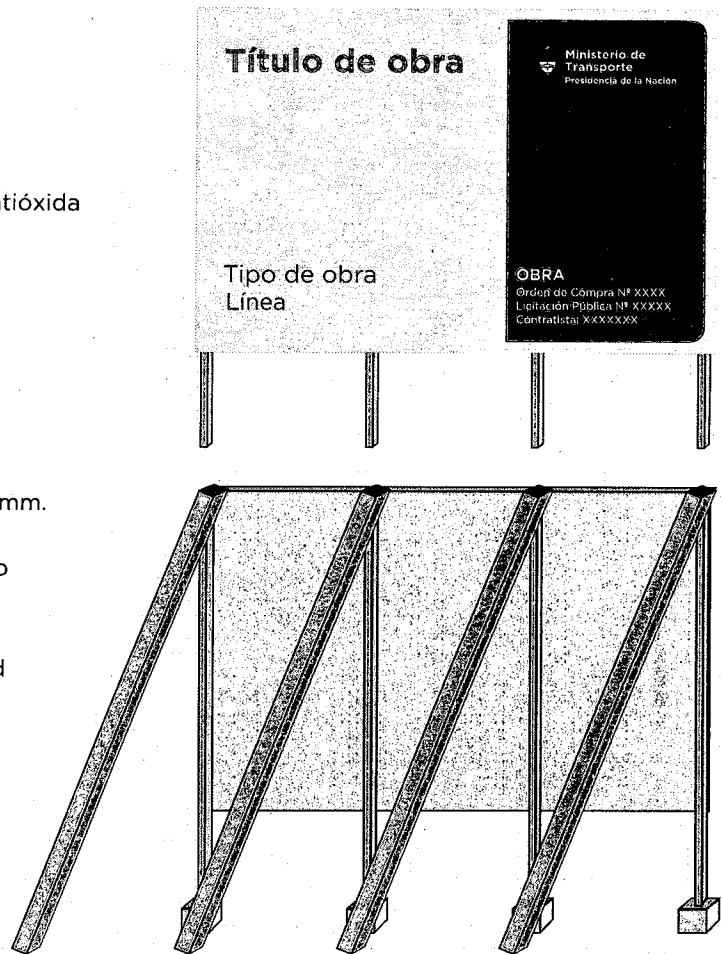 Título de obra
Ministerio de
Transporte
Presidencia de la Nación
tióxida
Tipo de obra
Línea
OBRA
Orden de Compra Nº XXXX
Licitación Pública Nº XXXXX
Contratista: XXXXXXX
mm.
o
d